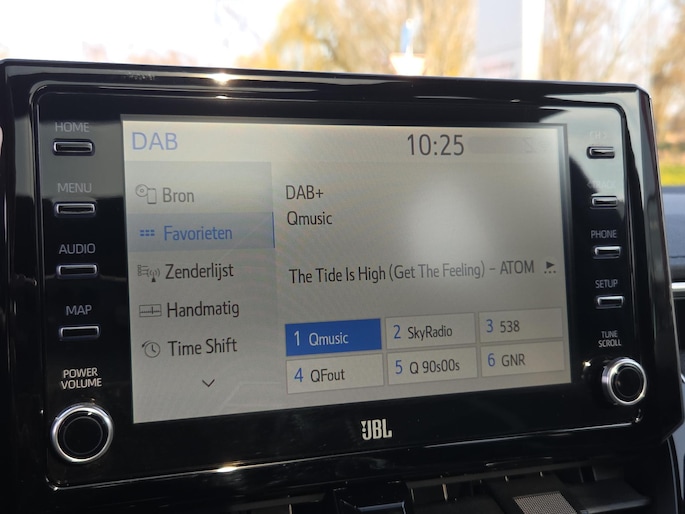 HOME
MENU
AUDIO
MAP
POWER
VOLUME
DAB
10:25
Bron
Favorieten
Zenderlijst
Handmatig
Time Shift
DAB+
Qmusic
The Tide Is High (Get The Feeling) – ATOM
1 Qmusic
2 SkyRadio
3 538
4 QFout
5 Q 90s00s
6 GNR
PHONE
SETUP
TUNE
SCROLL
JBL